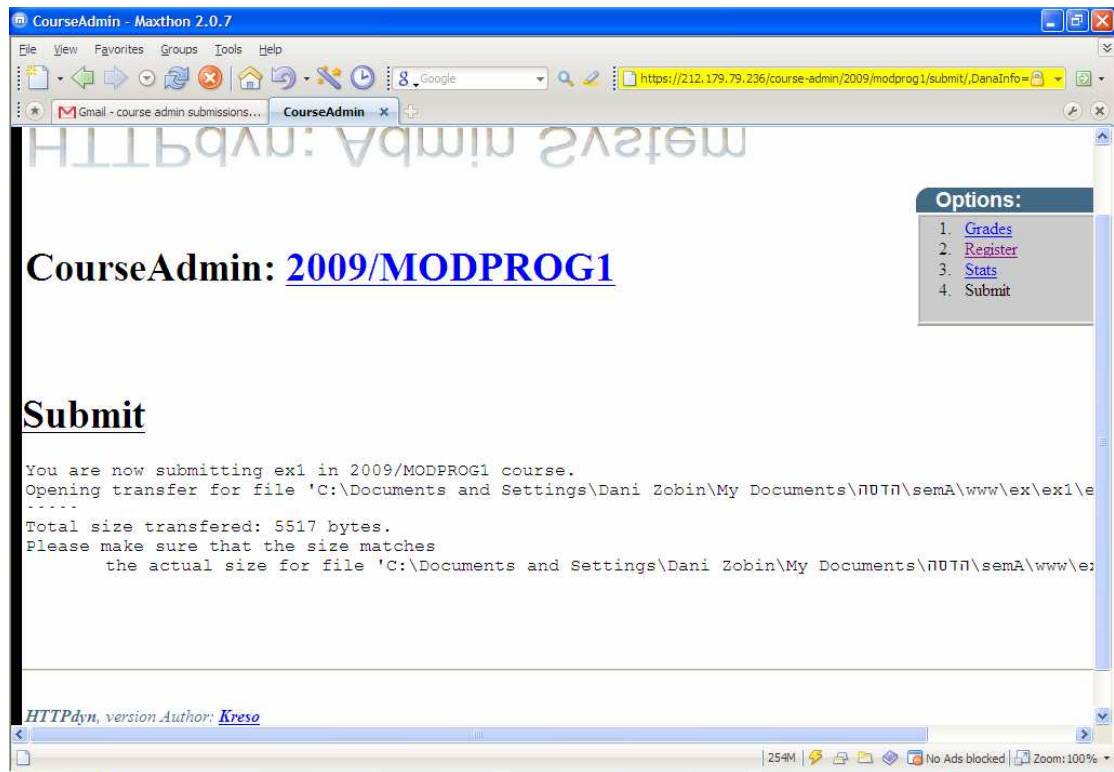 CourseAdmin - Maxthon 2.0.7
File View Favorites Groups Tools Help
Google https://212.179.79.236/course-admin/2009/modprog1/submit/,DanaInfo=
Gmail - course admin submissions... CourseAdmin
HTTPdyn: Admin System
Options:
1. Grades
2. Register
3. Stats
4. Submit
CourseAdmin: 2009/MODPROG1
Submit
You are now submitting ex1 in 2009/MODPROG1 course.
Opening transfer for file 'C:\Documents and Settings\Dani Zobin\My Documents\הדסה\semA\www\ex\ex1\e
-----
Total size transfered: 5517 bytes.
Please make sure that the size matches
the actual size for file 'C:\Documents and Settings\Dani Zobin\My Documents\הדסה\semA\www\ex
HTTPdyn, version Author: Kreso
254M No Ads blocked Zoom: 100%